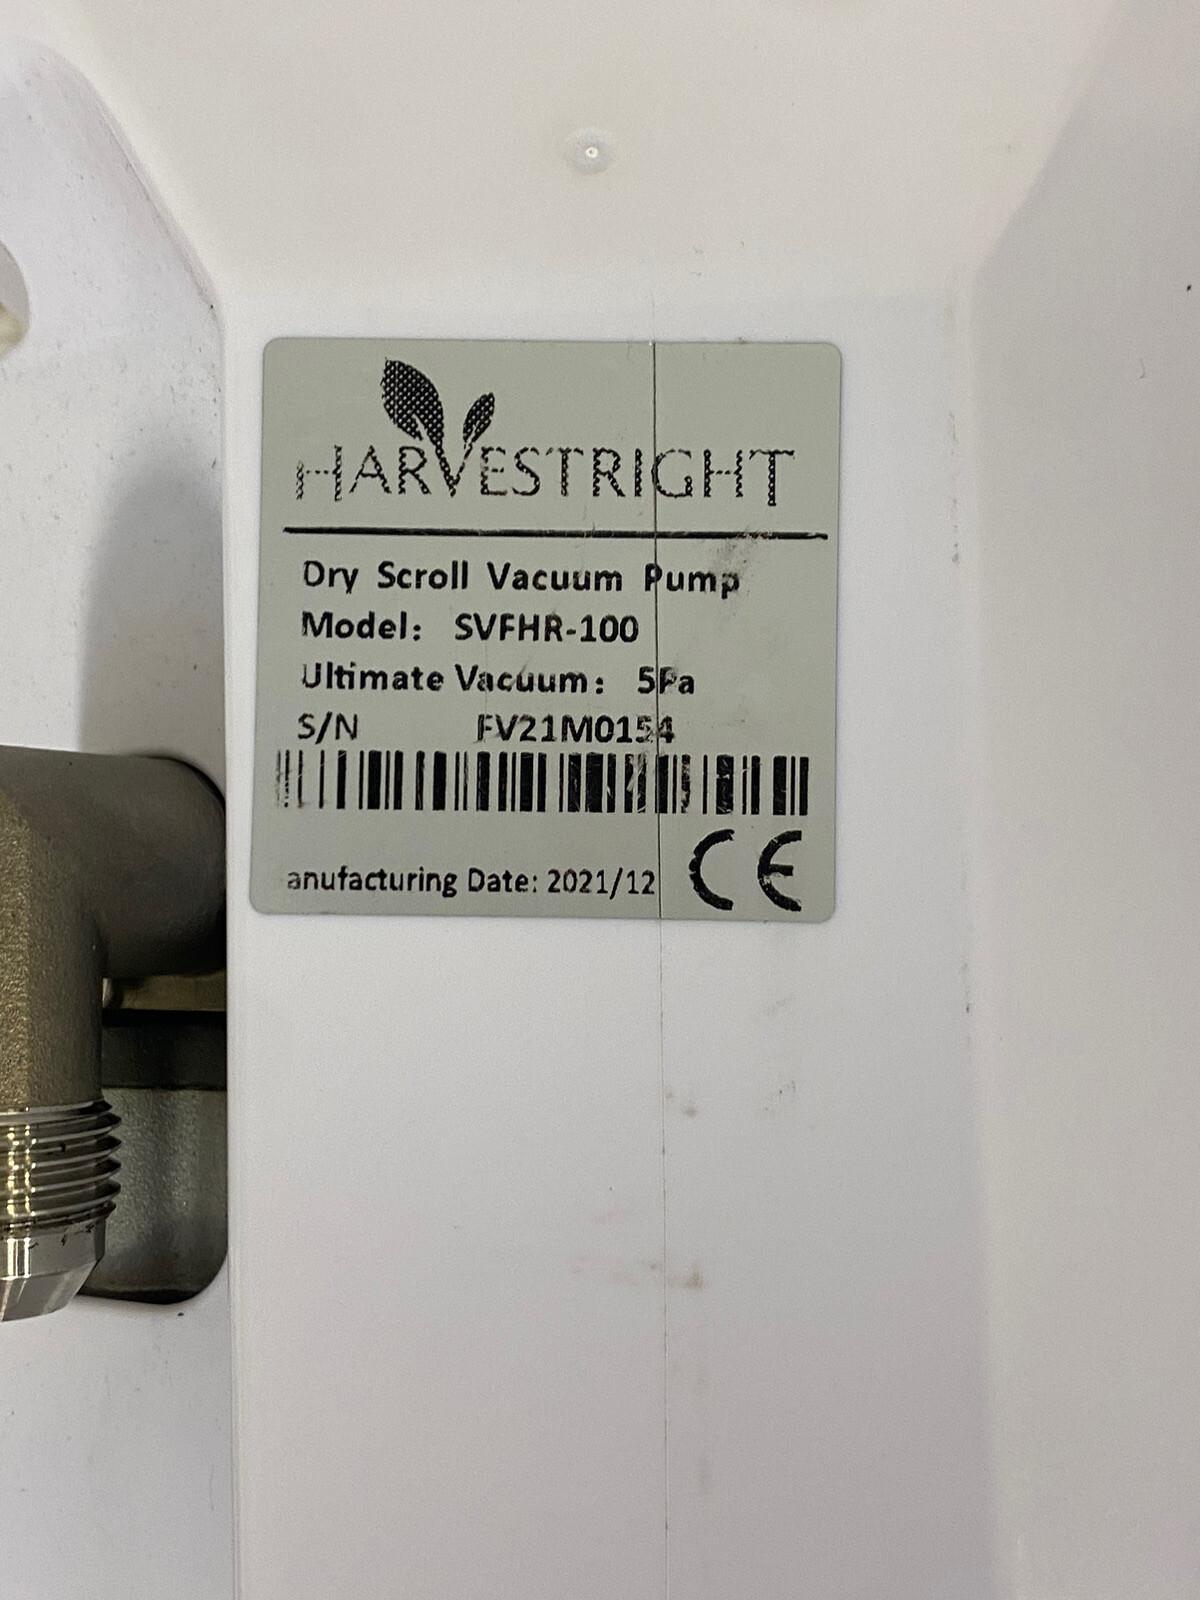 HARVESTRIGHT
Dry Scroll Vacuum Pump
Model: SVFHR-100
Ultimate Vacuum: 5Pa
S/N FV21M0154
anufacturing Date: 2021/12 CE